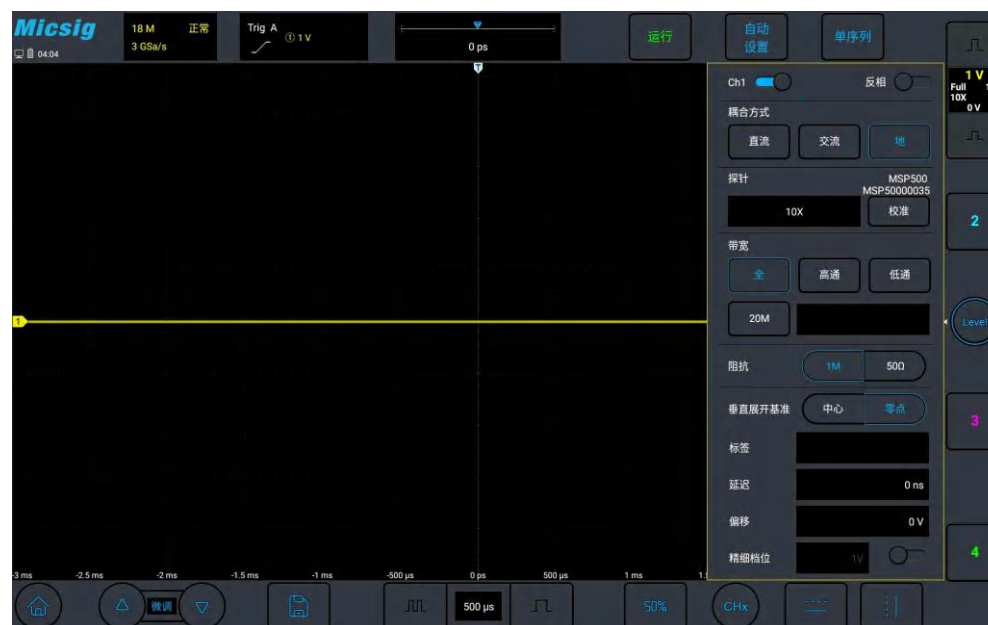 Micsig
04:04
18 M 正常
3 GSa/s
Trig A
① 1 V
0 ps
运行
自动
设置
单序列
T
Ch1 反相
耦合方式
直流 交流 地
探针 MSP500
MSP50000035
10X 校准
带宽
全 高通 低通
20M
阻抗 1M 50Ω
垂直展开基准 中心 零点
标签
延迟 0 ns
偏移 0 V
精细档位 1V
1 V
Full 1
10X
0 V
2
Level
3
4
1
-3 ms -2.5 ms -2 ms -1.5 ms -1 ms -500 µs 0 ps 500 µs 1 ms 1.
微调
500 µs
50%
CHx